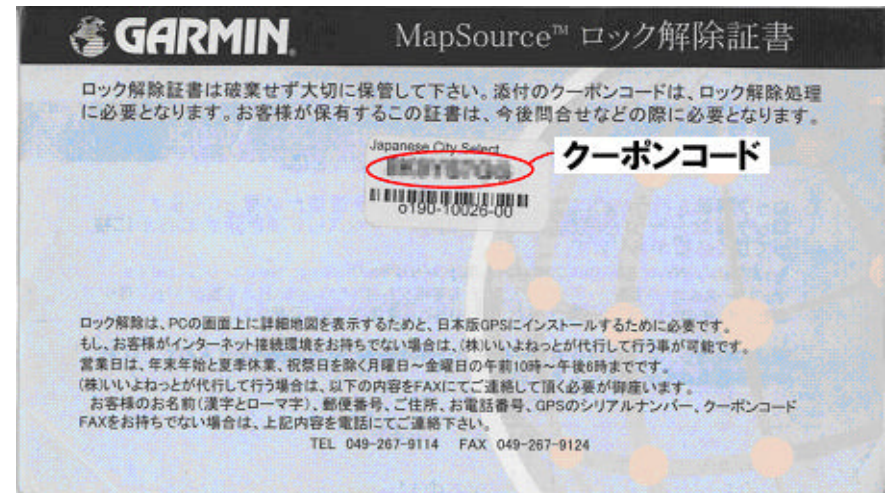 GARMIN. MapSource™ ロック解除証書
ロック解除証書は破棄せず大切に保管して下さい。添付のクーポンコードは、ロック解除処理
に必要となります。お客様が保有するこの証書は、今後問合せなどの際に必要となります。
Japanese City Select
クーポンコード
0190-10026-00
ロック解除は、PCの画面上に詳細地図を表示するためと、日本版GPSにインストールするために必要です。
もし、お客様がインターネット接続環境をお持ちでない場合は、(株)いいよねっとが代行して行う事が可能です。
営業日は、年末年始と夏季休業、祝祭日を除く月曜日〜金曜日の午前10時〜午後6時までです。
(株)いいよねっとが代行して行う場合は、以下の内容をFAXにてご連絡して頂く必要が御座います。
お客様のお名前(漢字とローマ字)、郵便番号、ご住所、お電話番号、GPSのシリアルナンバー、クーポンコード
FAXをお持ちでない場合は、上記内容を電話にてご連絡下さい。
TEL 049-267-9114 FAX 049-267-9124